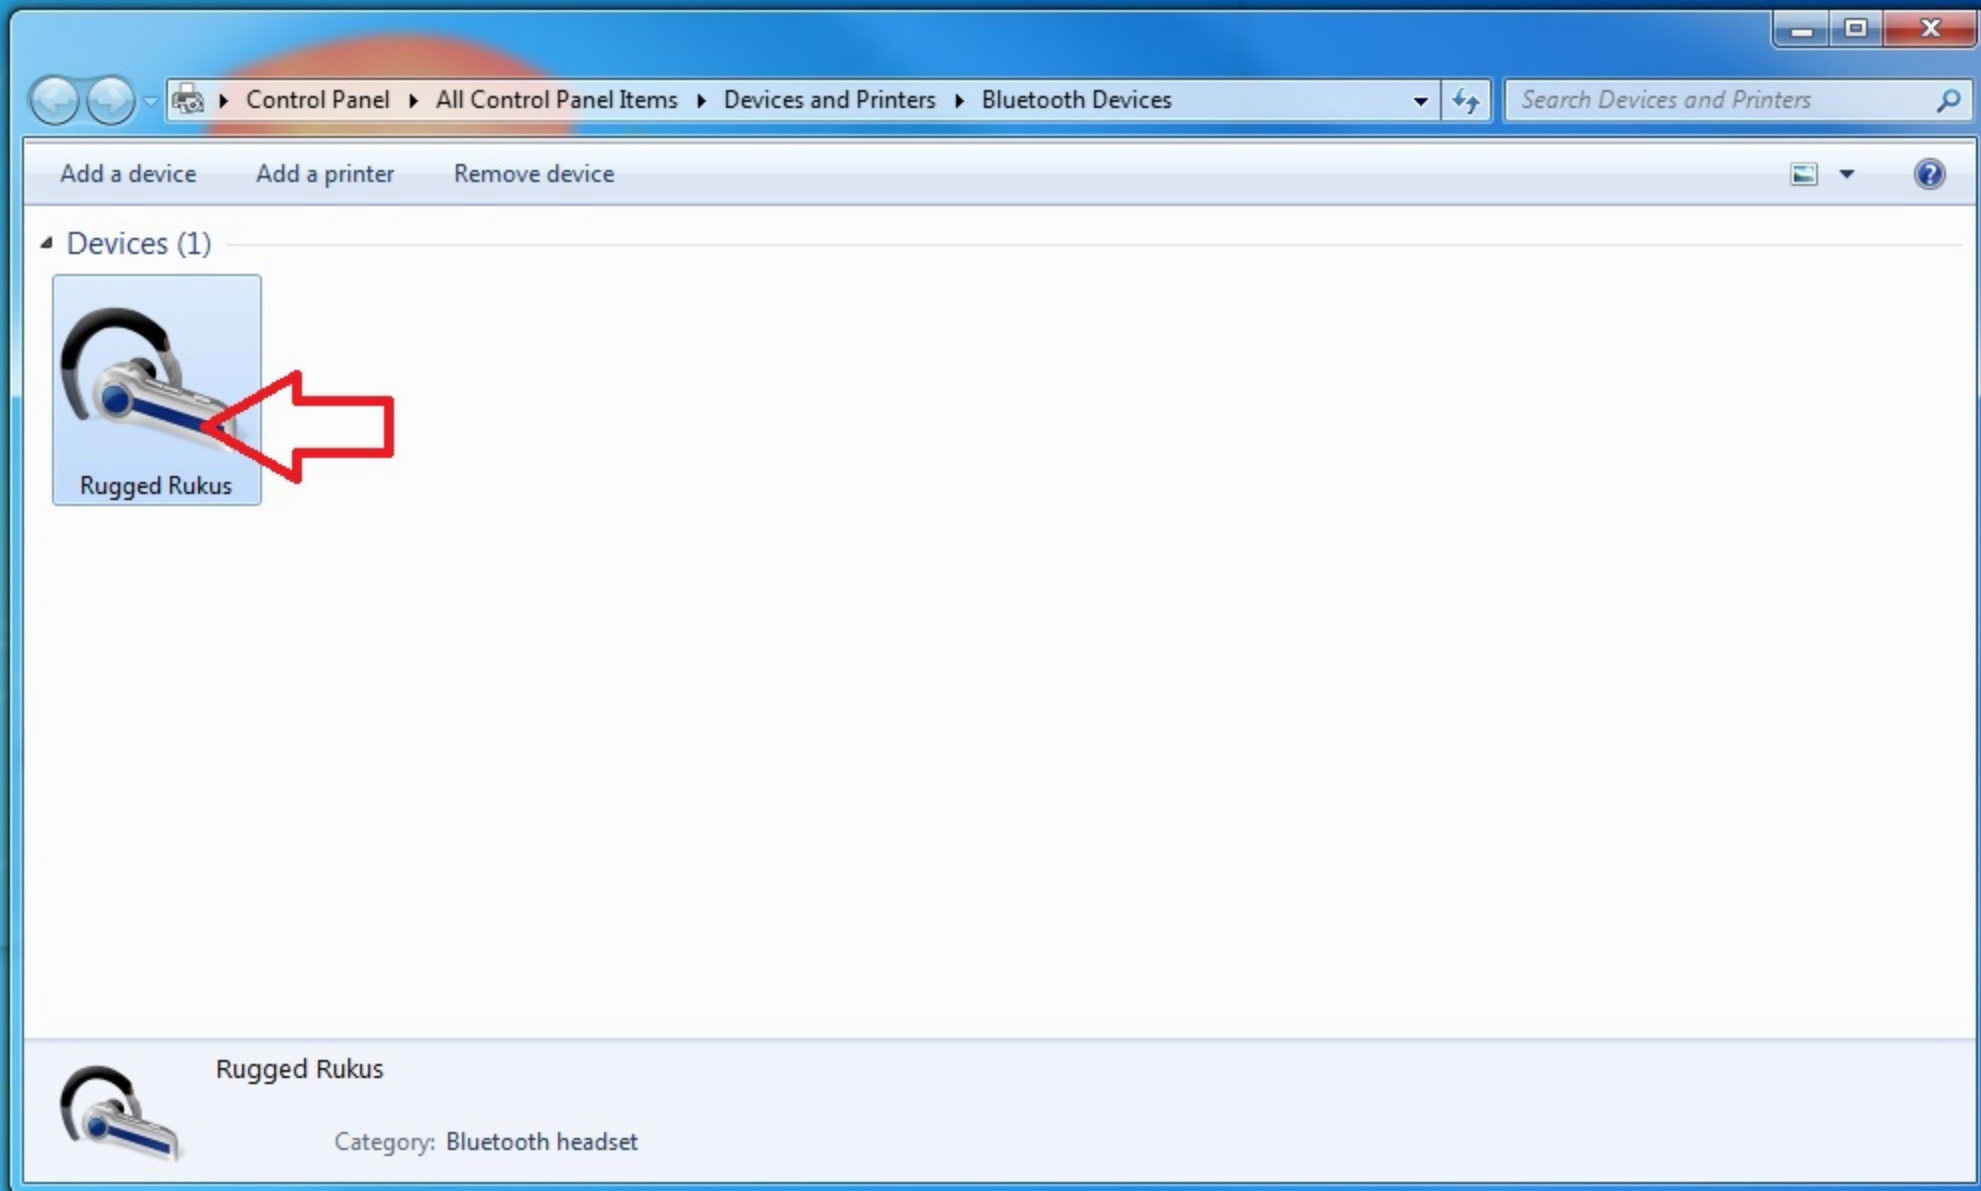 Control Panel All Control Panel Items Devices and Printers Bluetooth Devices
Search Devices and Printers
Add a device Add a printer Remove device
Devices (1)
Rugged Rukus
Rugged Rukus
Category: Bluetooth headset